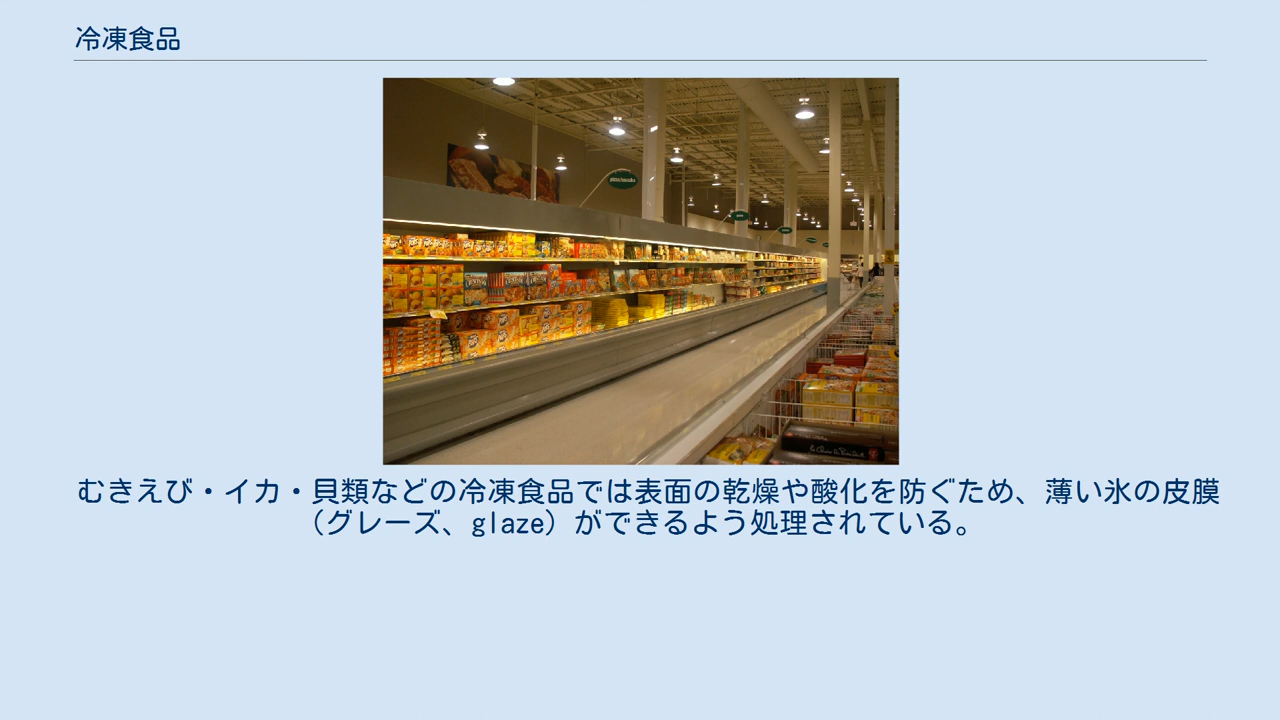 冷凍食品
むきえび・イカ・貝類などの冷凍食品では表面の乾燥や酸化を防ぐため、薄い氷の皮膜
（グレーズ、glaze）ができるよう処理されている。